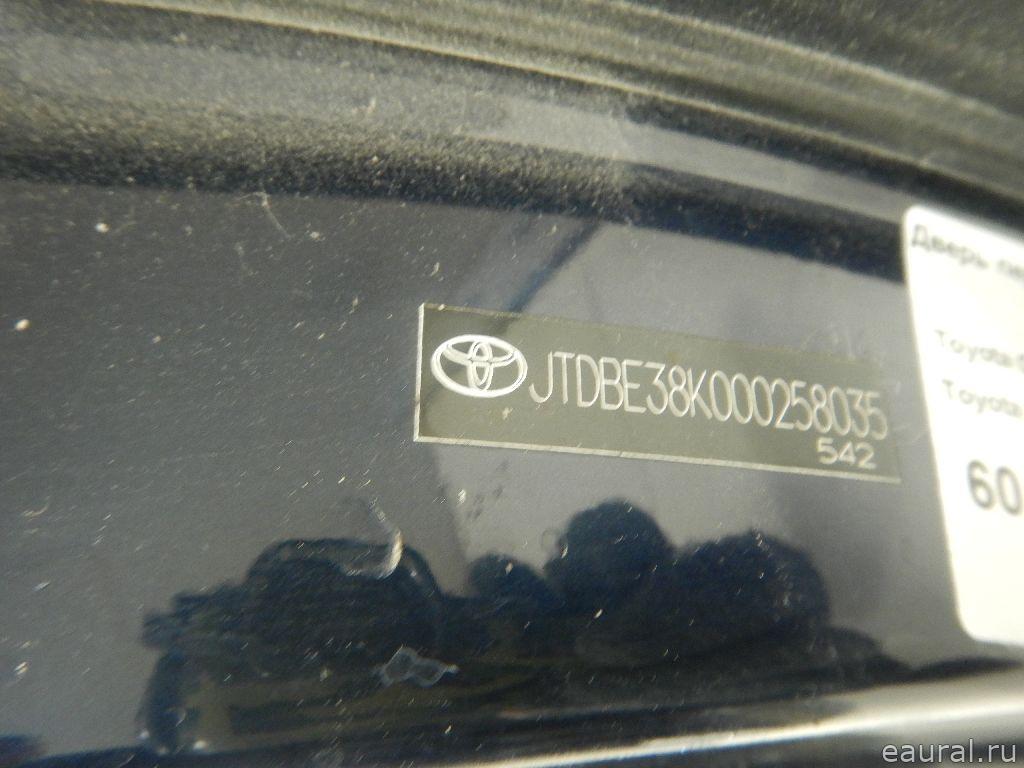 JTDBE38K000258035
542
Дверь
Toyota
Toyota
60
eaural.ru